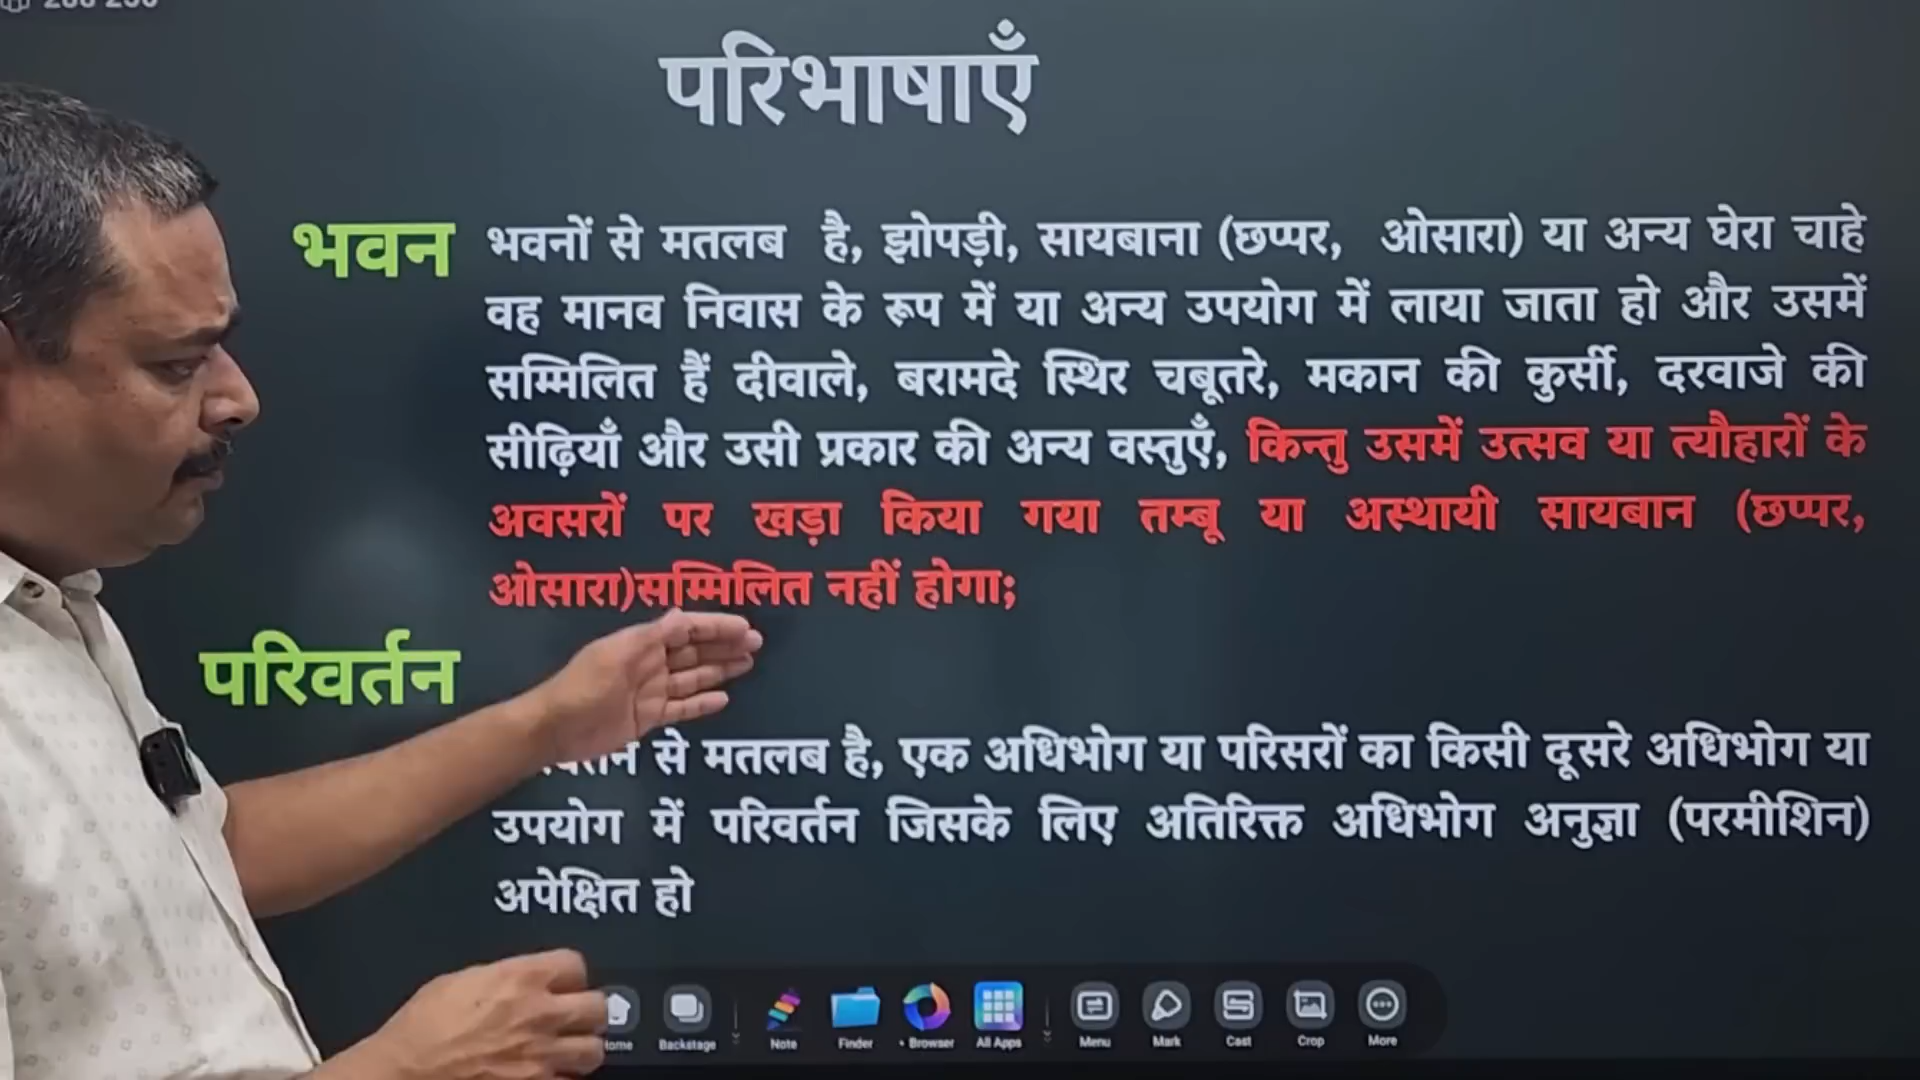 परिभाषाएँ
भवन
भवनों से मतलब है, झोपड़ी, सायबाना (छप्पर, ओसारा) या अन्य घेरा चाहे
वह मानव निवास के रूप में या अन्य उपयोग में लाया जाता हो और उसमें
सम्मिलित हैं दीवाले, बरामदे स्थिर चबूतरे, मकान की कुर्सी, दरवाजे की
सीढ़ियाँ और उसी प्रकार की अन्य वस्तुएँ, किन्तु उसमें उत्सव या त्यौहारों के
अवसरों पर खड़ा किया गया तम्बू या अस्थायी सायबान (छप्पर,
ओसारा)सम्मिलित नहीं होगा;
परिवर्तन
से मतलब है, एक अधिभोग या परिसरों का किसी दूसरे अधिभोग या
उपयोग में परिवर्तन जिसके लिए अतिरिक्त अधिभोग अनुज्ञा (परमीशिन)
अपेक्षित हो
Backstage Note Finder Browser All Apps Menu Mark Cast Crop More